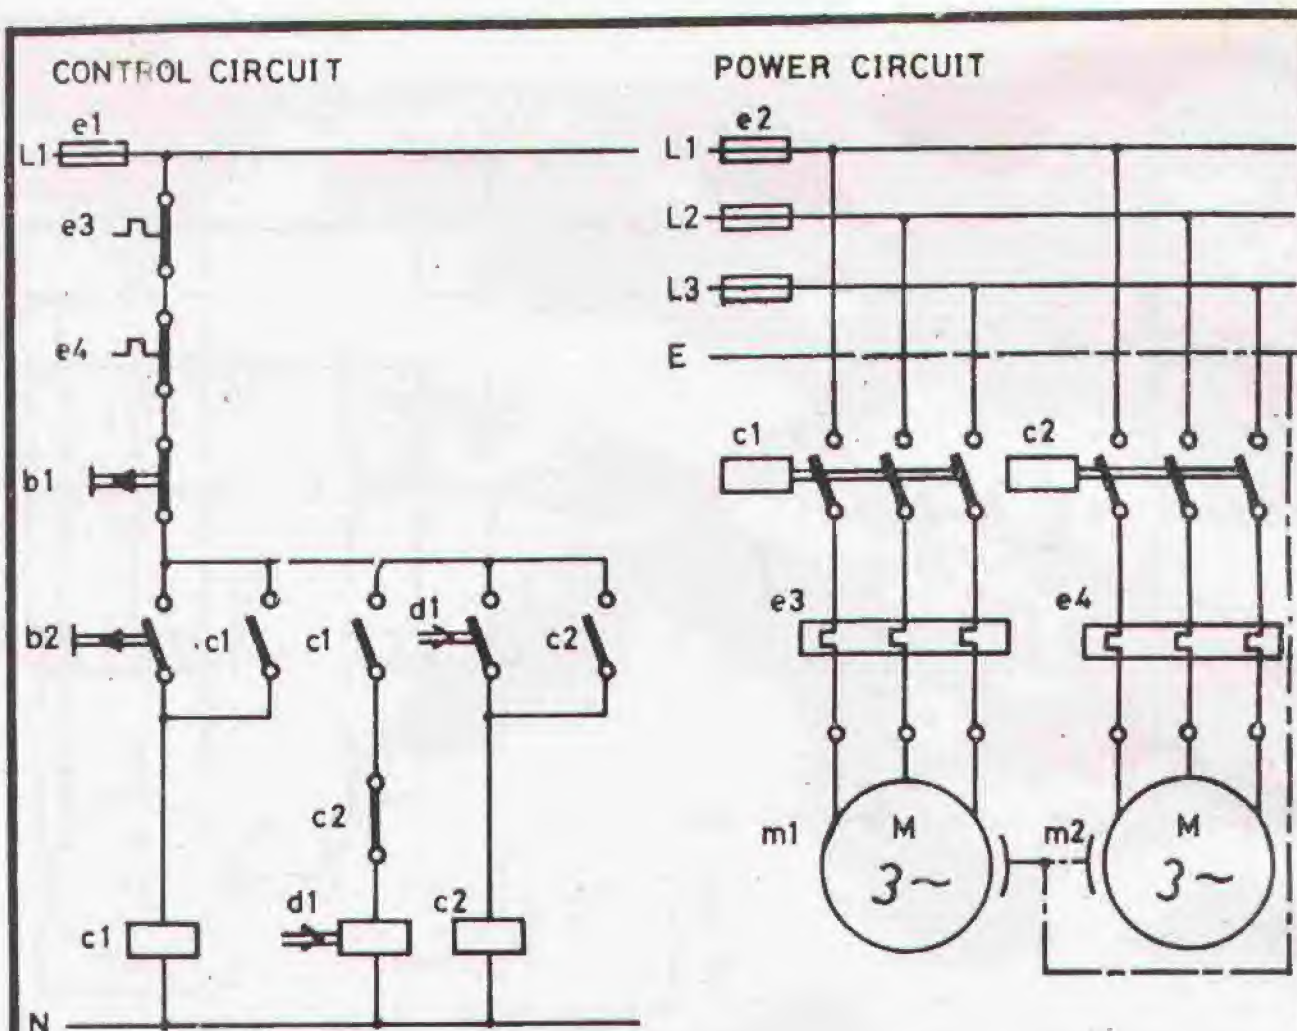 CONTROL CIRCUIT
e1
L1
e3
e4
b1
b2
c1
c1
d1
c2
c2
d1
c2
c1
N
POWER CIRCUIT
e2
L1
L2
L3
E
c1
c2
e3
e4
m1
M
3~
m2
M
3~